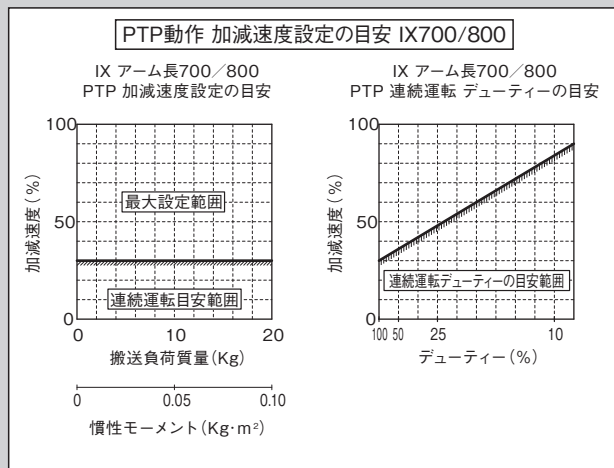 PTP動作 加減速度設定の目安 IX700/800
IX アーム長700／800
PTP 加減速度設定の目安
100
50
0
加減速度(%)
最大設定範囲
連続運転目安範囲
0 10 20
搬送負荷質量(Kg)
0 0.05 0.10
慣性モーメント(Kg·m²)
IX アーム長700／800
PTP 連続運転 デューティーの目安
100
50
0
加減速度(%)
連続運転デューティーの目安範囲
100 50 25 10
デューティー(%)